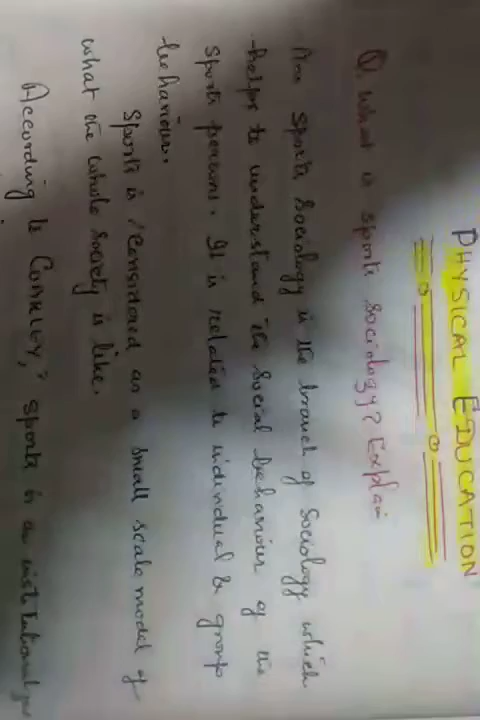 PHYSICAL EDUCATION
Q. What is sports sociology? Explain
Ans Sports Sociology is the branch of Sociology which
helps to understand the social behaviour of the
sports persons. It is related to individual & group
behaviour.
Sports is considered as a small scale model of
what the whole society is like.
According to COAKLEY, "sports is a